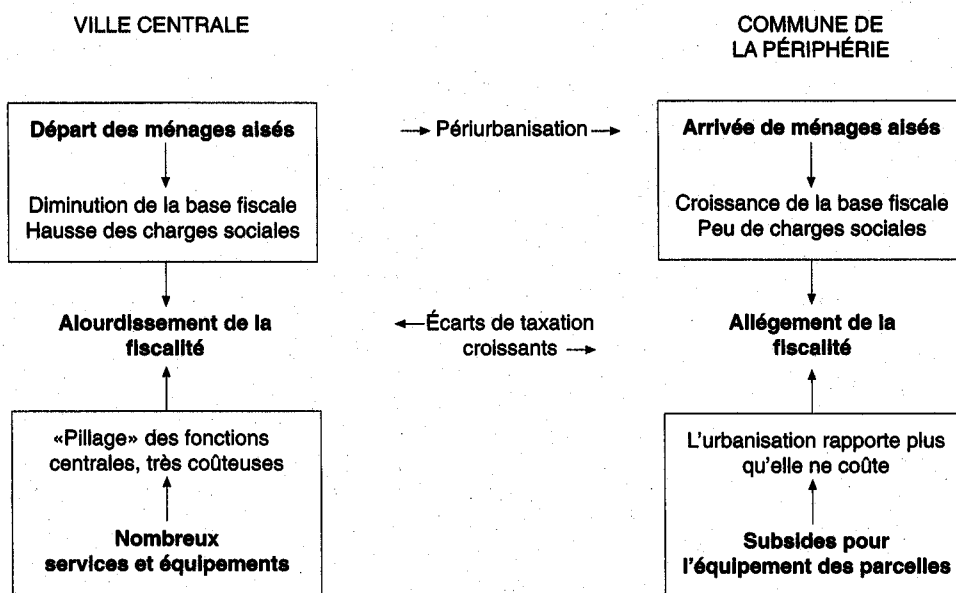 VILLE CENTRALE
COMMUNE DE
LA PÉRIPHÉRIE
Départ des ménages aisés
Périurbanisation
Arrivée de ménages aisés
Diminution de la base fiscale
Hausse des charges sociales
Croissance de la base fiscale
Peu de charges sociales
Alourdissement de la
fiscalité
Écarts de taxation
croissants
Allégement de la
fiscalité
«Pillage» des fonctions
centrales, très coûteuses
L'urbanisation rapporte plus
qu'elle ne coûte
Nombreux
services et équipements
Subsides pour
l'équipement des parcelles